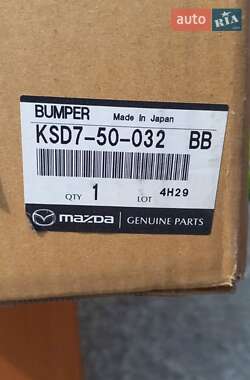 auto RIA
BUMPER Made In Japan
KSD7-50-032 BB
QTY 1 LOT 4H29
mazda GENUINE PARTS